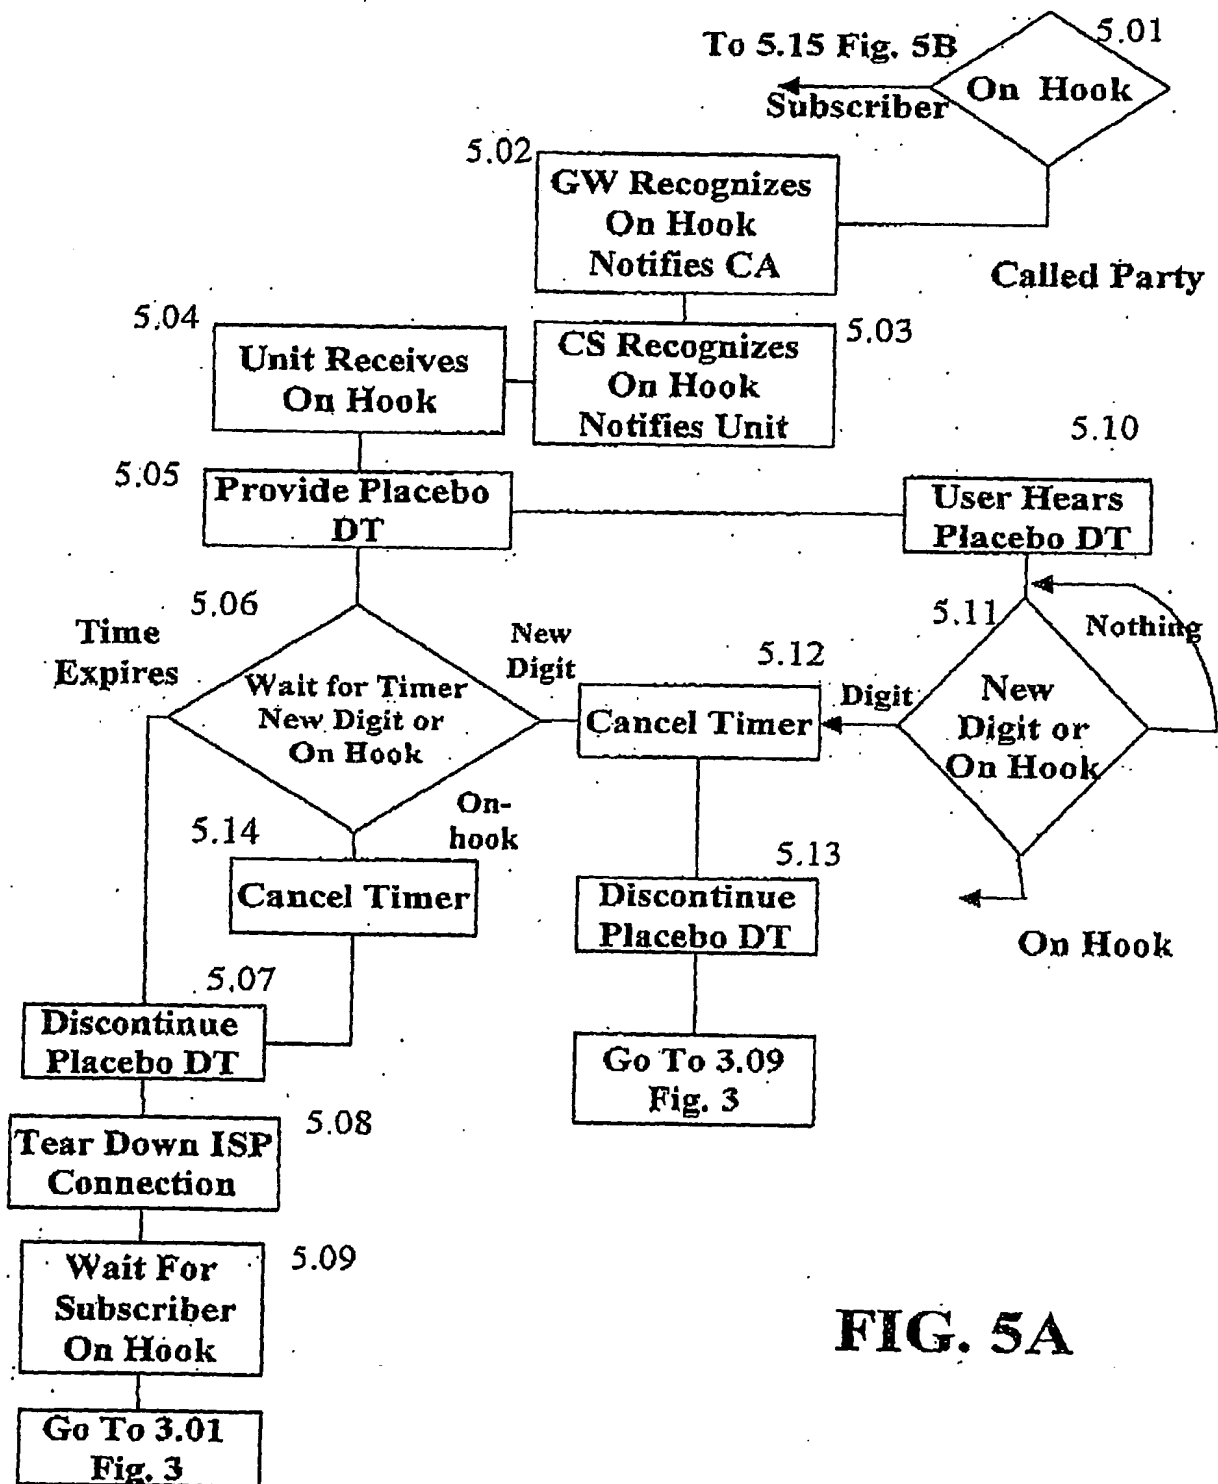 5.01
To 5.15 Fig. 5B
On Hook
Subscriber
5.02
GW Recognizes
On Hook
Notifies CA
Called Party
5.04
Unit Receives
On Hook
CS Recognizes
On Hook
Notifies Unit
5.03
5.10
5.05
Provide Placebo
DT
User Hears
Placebo DT
5.06
Time
Expires
Wait for Timer
New Digit or
On Hook
New
Digit
5.12
Cancel Timer
Digit
5.11
Nothing
New
Digit or
On Hook
On-
hook
5.14
Cancel Timer
5.13
Discontinue
Placebo DT
On Hook
5.07
Discontinue
Placebo DT
Go To 3.09
Fig. 3
5.08
Tear Down ISP
Connection
5.09
Wait For
Subscriber
On Hook
Go To 3.01
Fig. 3
FIG. 5A